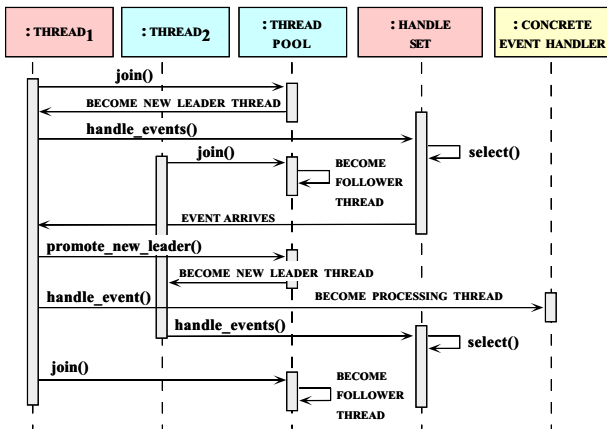 : THREAD1
: THREAD2
: THREAD POOL
: HANDLE SET
: CONCRETE EVENT HANDLER
join()
BECOME NEW LEADER THREAD
handle_events()
select()
join()
BECOME
FOLLOWER
THREAD
EVENT ARRIVES
promote_new_leader()
BECOME NEW LEADER THREAD
handle_event()
BECOME PROCESSING THREAD
handle_events()
select()
join()
BECOME
FOLLOWER
THREAD